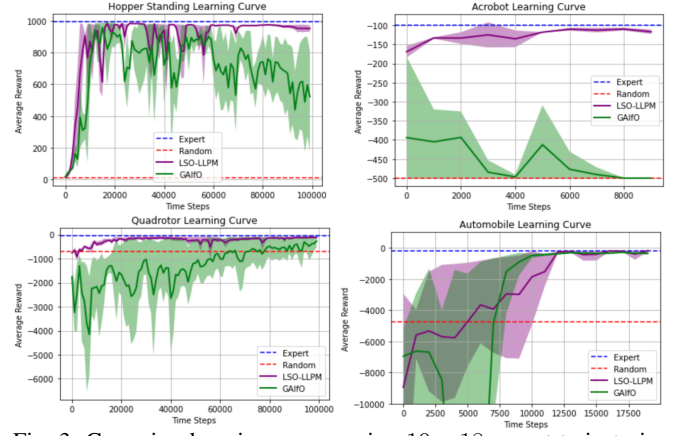 Hopper Standing Learning Curve
Average Reward
1000
800
600
400
200
0
Expert
Random
LSO-LLPM
GAIfO
0 20000 40000 60000 80000 100000
Time Steps
Acrobot Learning Curve
Average Reward
−100
−150
−200
−250
−300
−350
−400
−450
−500
Expert
Random
LSO-LLPM
GAIfO
0 2000 4000 6000 8000
Time Steps
Quadrotor Learning Curve
Average Reward
0
−1000
−2000
−3000
−4000
−5000
−6000
Expert
Random
LSO-LLPM
GAIfO
0 20000 40000 60000 80000 100000
Time Steps
Automobile Learning Curve
Average Reward
0
−2000
−4000
−6000
−8000
−10000
Expert
Random
LSO-LLPM
GAIfO
0 2500 5000 7500 10000 12500 15000 17500
Time Steps